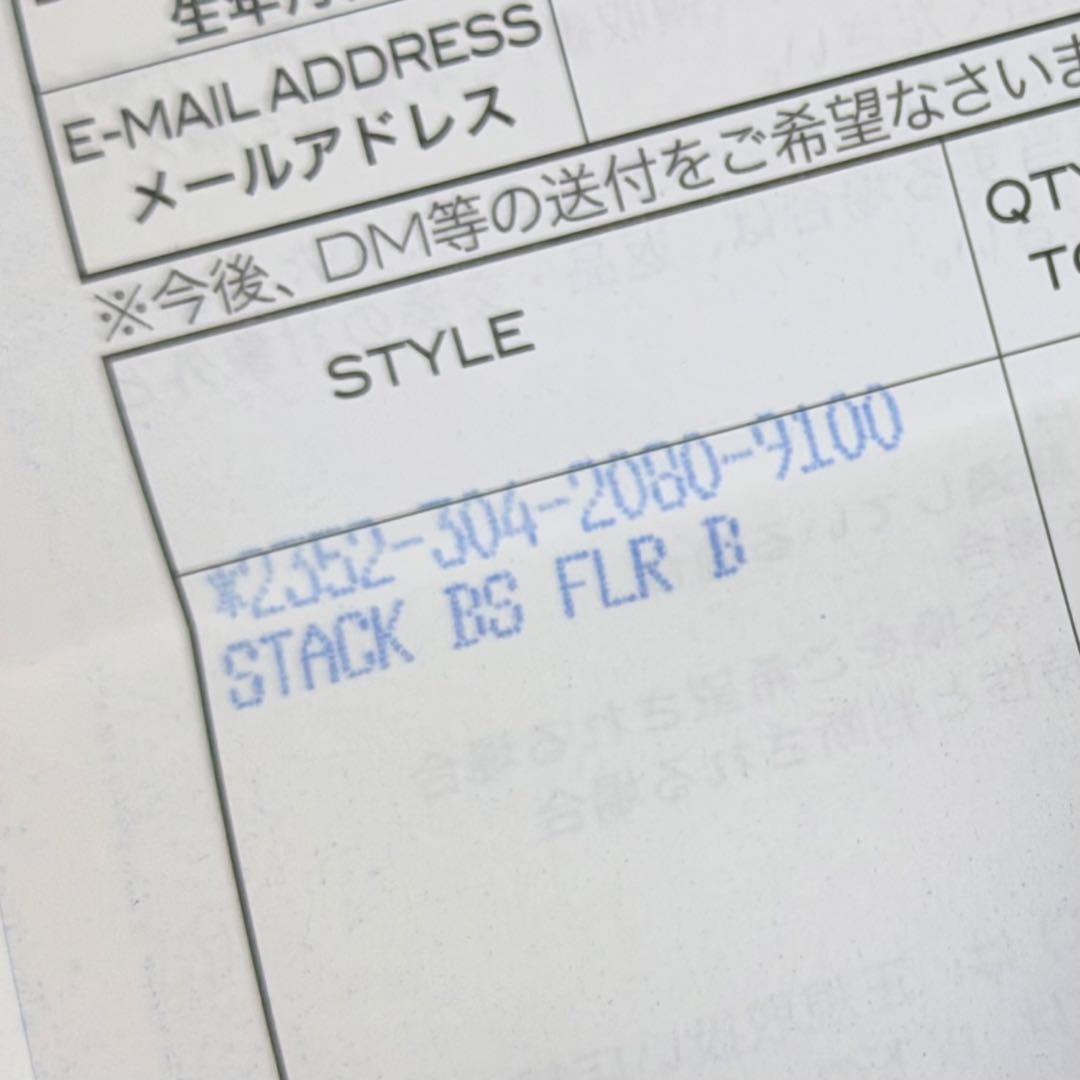 生年月
E-MAIL ADDRESS
メールアドレス
※今後、DM等の送付をご希望なさいま
STYLE
QTY
TO
*2352-304-2080-9100
STACK BS FLR B